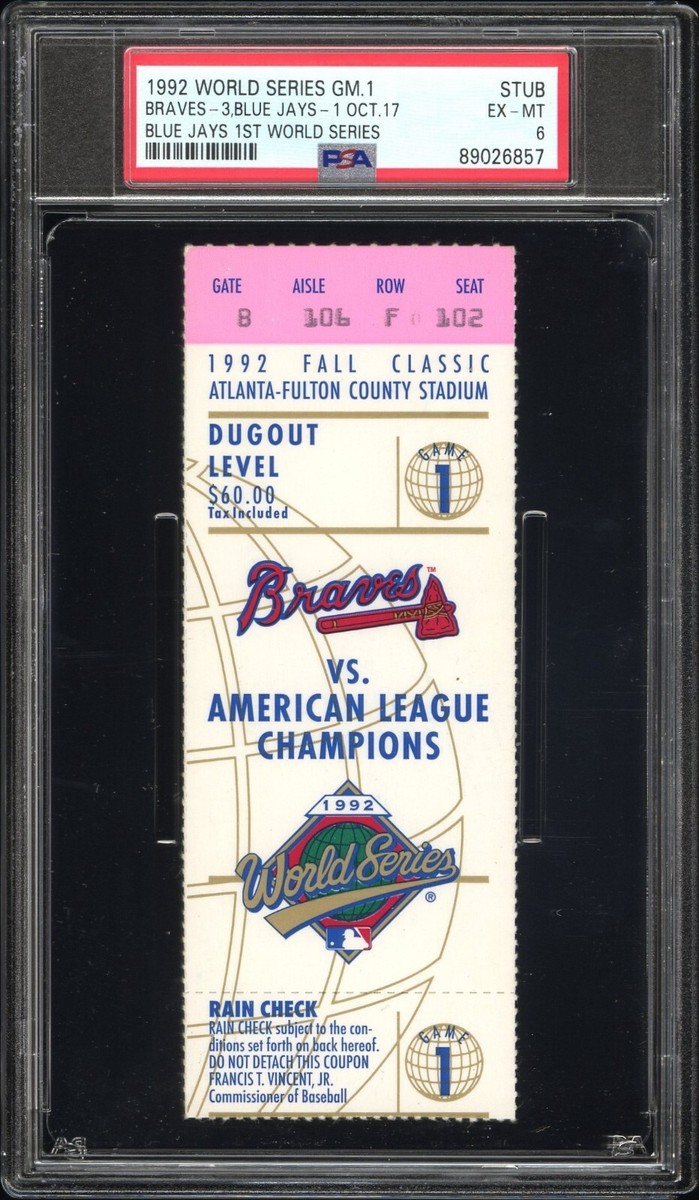 1992 WORLD SERIES GM.1 STUB
BRAVES-3,BLUE JAYS-1 OCT.17 EX-MT
BLUE JAYS 1ST WORLD SERIES 6
PSA 89026857
GATE AISLE ROW SEAT
8 106 F 102
1992 FALL CLASSIC
ATLANTA-FULTON COUNTY STADIUM
DUGOUT
LEVEL
$60.00
Tax Included
GAME
1
Braves TM
VS.
AMERICAN LEAGUE
CHAMPIONS
1992
World Series
®
RAIN CHECK
RAIN CHECK subject to the con-
ditions set forth on back hereof.
DO NOT DETACH THIS COUPON
FRANCIS T. VINCENT, JR.
Commissioner of Baseball
GAME
1